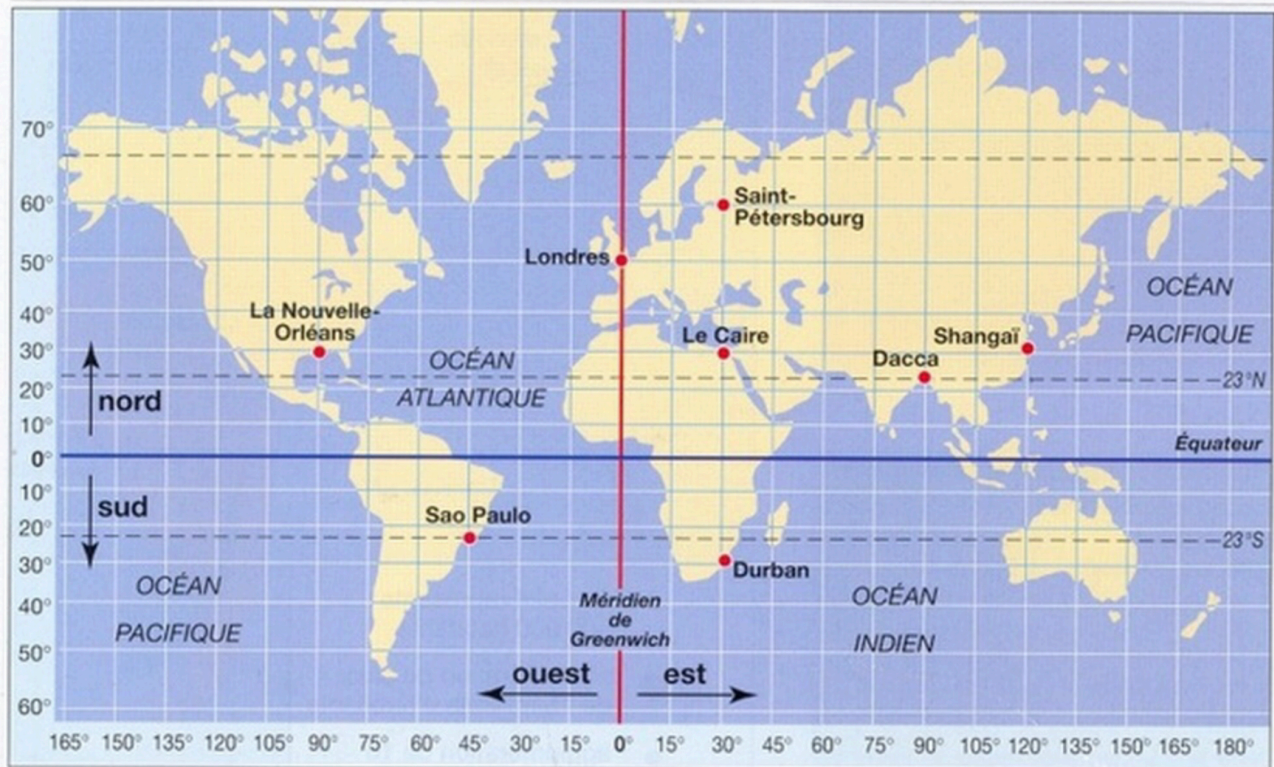 70°
60°
Saint-
Pétersbourg
Londres
50°
OCÉAN
PACIFIQUE
40°
La Nouvelle-
Orléans
Le Caire
Shangaï
30°
Dacca
OCÉAN
ATLANTIQUE
23°N
20°
nord
10°
Équateur
0°
10°
sud
Sao Paulo
20°
23°S
30°
Durban
OCÉAN
PACIFIQUE
Méridien
de
Greenwich
OCÉAN
INDIEN
40°
50°
ouest
est
60°
165° 150° 135° 120° 105° 90° 75° 60° 45° 30° 15° 0° 15° 30° 45° 60° 75° 90° 105° 120° 135° 150° 165° 180°